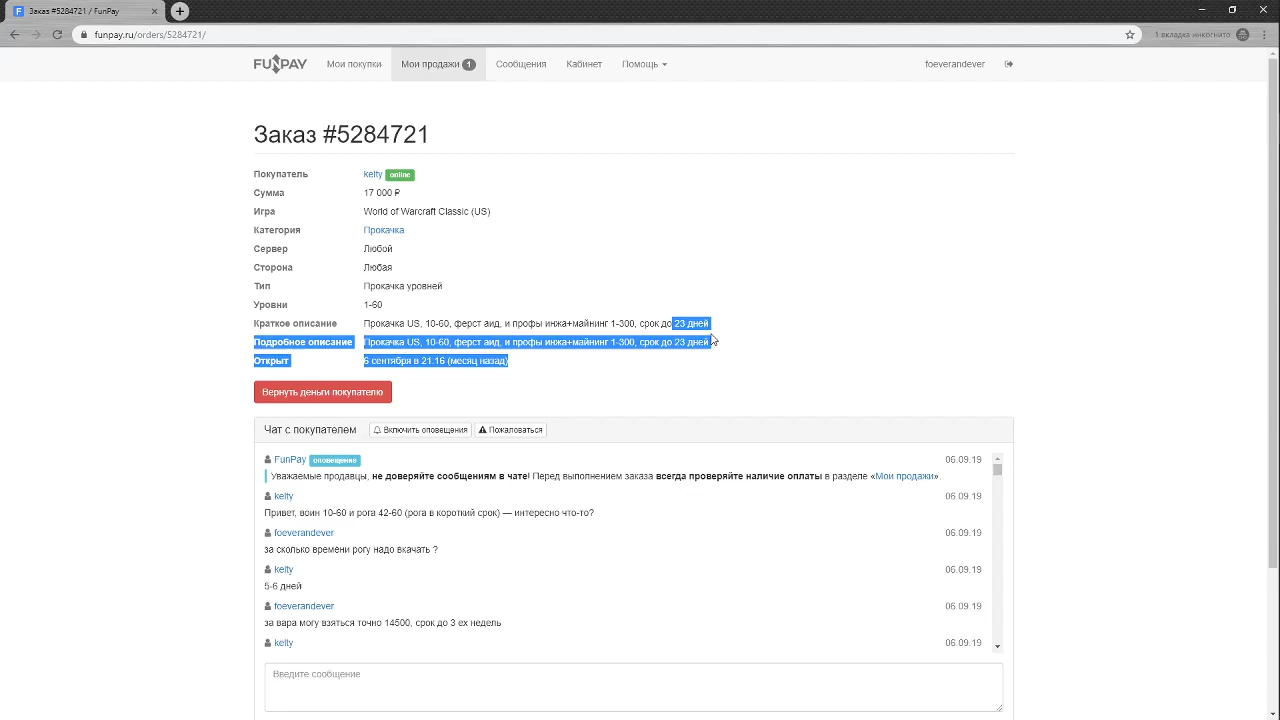 Заказ #5284721 / FunPay
funpay.ru/orders/5284721/
1 вкладка инкогнито
FUNPAY Мои покупки Мои продажи 1 Сообщения Кабинет Помощь foeverandever
Заказ #5284721
Покупатель kelty online
Сумма 17 000 ₽
Игра World of Warcraft Classic (US)
Категория Прокачка
Сервер Любой
Сторона Любая
Тип Прокачка уровней
Уровни 1-60
Краткое описание Прокачка US, 10-60, ферст аид, и профы инжа+майнинг 1-300, срок до 23 дней
Подробное описание Прокачка US, 10-60, ферст аид, и профы инжа+майнинг 1-300, срок до 23 дней
Открыт 6 сентября в 21:16 (месяц назад)
Вернуть деньги покупателю
Чат с покупателем Включить оповещения Пожаловаться
FunPay оповещение 06.09.19
Уважаемые продавцы, не доверяйте сообщениям в чате! Перед выполнением заказа всегда проверяйте наличие оплаты в разделе «Мои продажи».
kelty 06.09.19
Привет, воин 10-60 и рога 42-60 (рога в короткий срок) — интересно что-то?
foeverandever 06.09.19
за сколько времени рогу надо вкачать ?
kelty 06.09.19
5-6 дней
foeverandever 06.09.19
за вара могу взяться точно 14500, срок до 3 ех недель
kelty 06.09.19
Введите сообщение